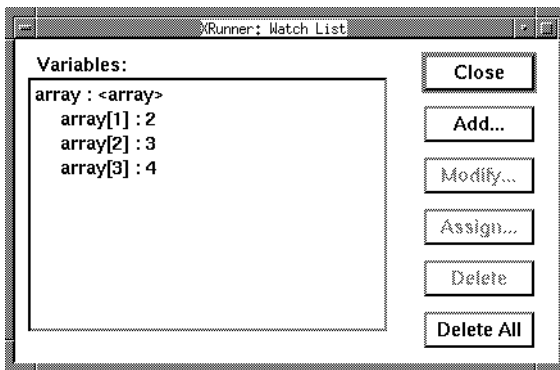 XRunner: Watch List
Variables:
array : <array>
array[1] : 2
array[2] : 3
array[3] : 4
Close
Add...
Modify...
Assign...
Delete
Delete All